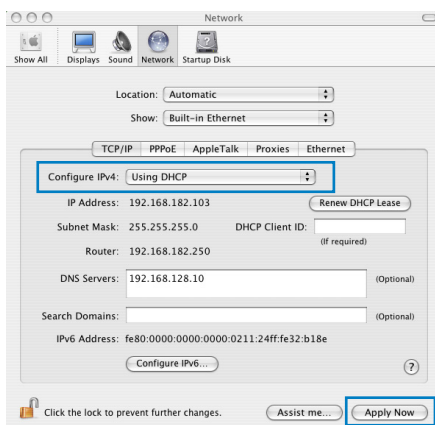 Network
Show All Displays Sound Network Startup Disk
Location: Automatic
Show: Built-in Ethernet
TCP/IP PPPoE AppleTalk Proxies Ethernet
Configure IPv4: Using DHCP
IP Address: 192.168.182.103 Renew DHCP Lease
Subnet Mask: 255.255.255.0 DHCP Client ID:
(If required)
Router: 192.168.182.250
DNS Servers: 192.168.128.10 (Optional)
Search Domains: (Optional)
IPv6 Address: fe80:0000:0000:0000:0211:24ff:fe32:b18e
Configure IPv6... ?
Click the lock to prevent further changes. Assist me... Apply Now